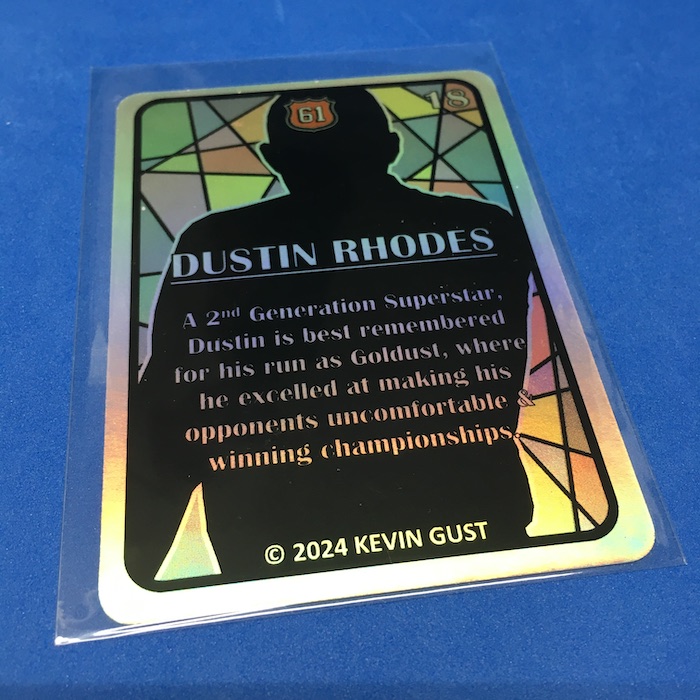 61
18
DUSTIN RHODES
A 2nd Generation Superstar,
Dustin is best remembered
for his run as Goldust, where
he excelled at making his
opponents uncomfortable &
winning championships.
© 2024 KEVIN GUST